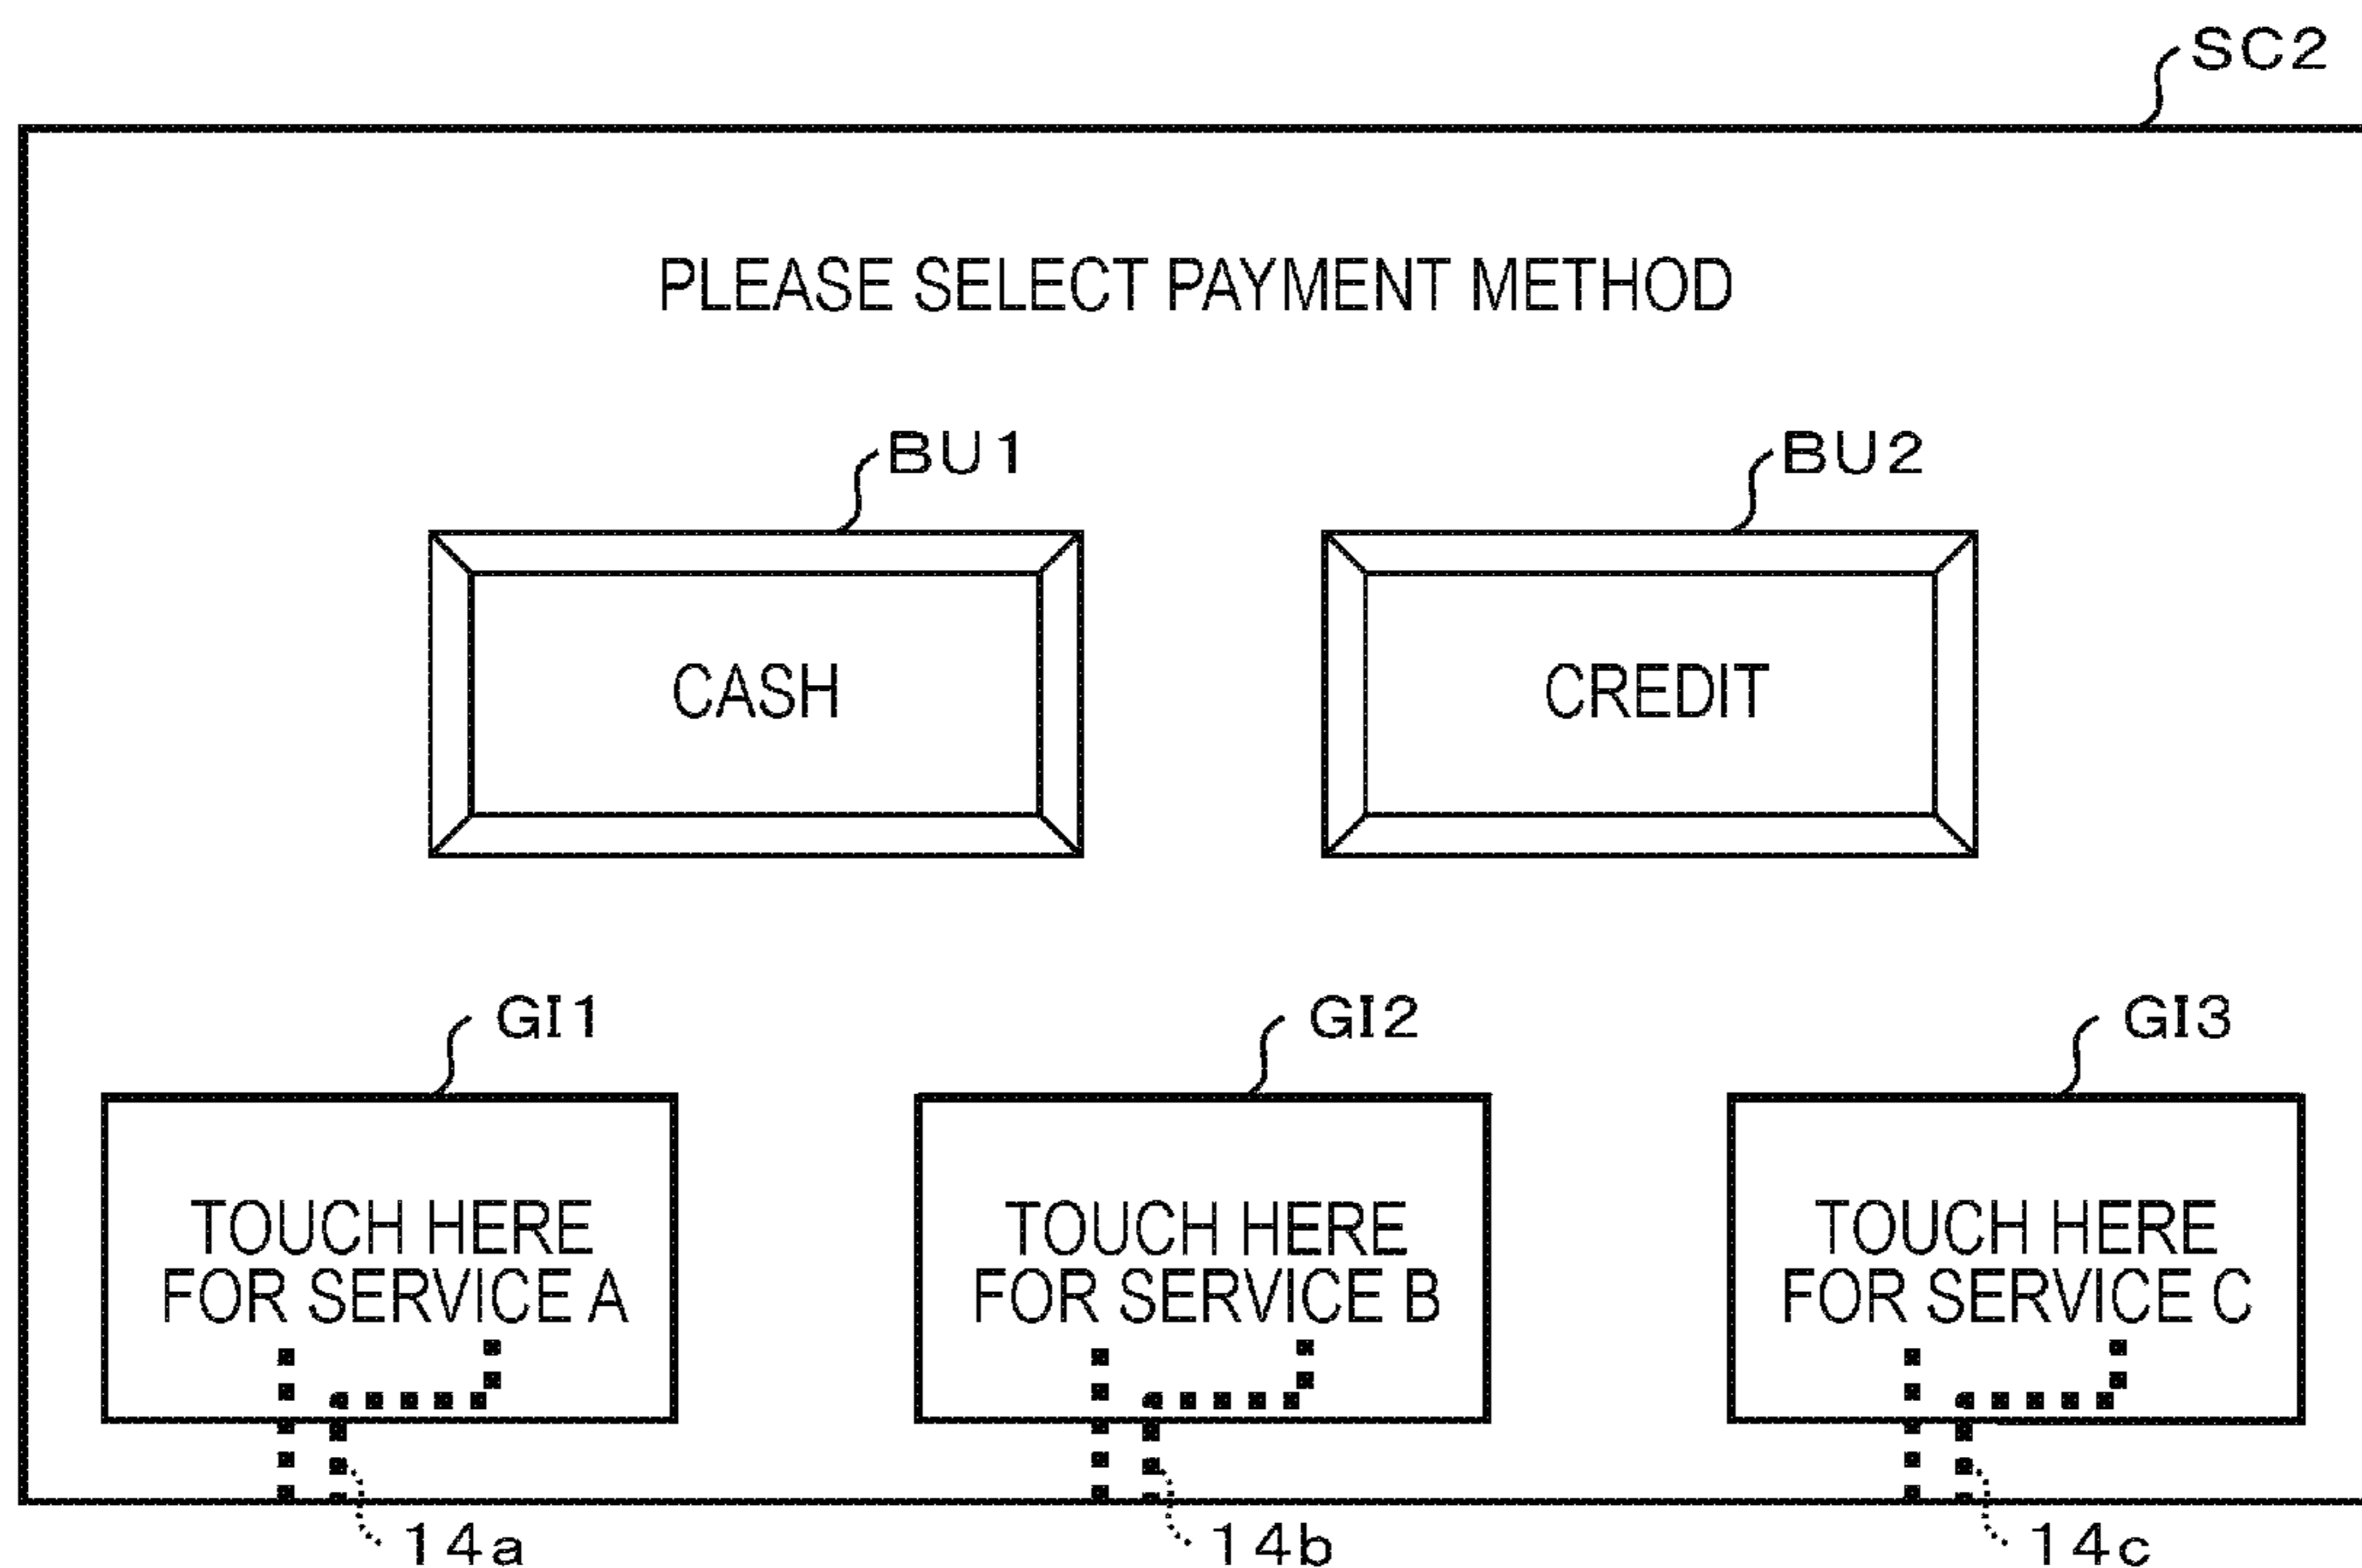 SC2
PLEASE SELECT PAYMENT METHOD
BU1
BU2
CASH
CREDIT
GI1
GI2
GI3
TOUCH HERE
FOR SERVICE A
TOUCH HERE
FOR SERVICE B
TOUCH HERE
FOR SERVICE C
14a
14b
14c